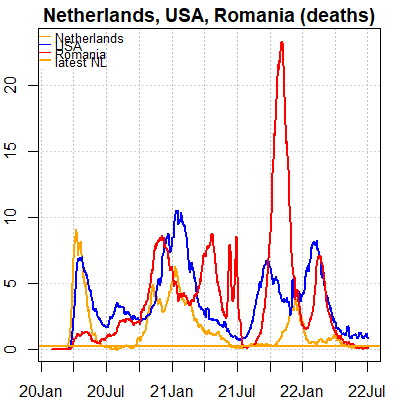 Netherlands, USA, Romania (deaths)
Netherlands
USA
Romania
latest NL
20
15
10
5
0
20Jan 20Jul 21Jan 21Jul 22Jan 22Jul